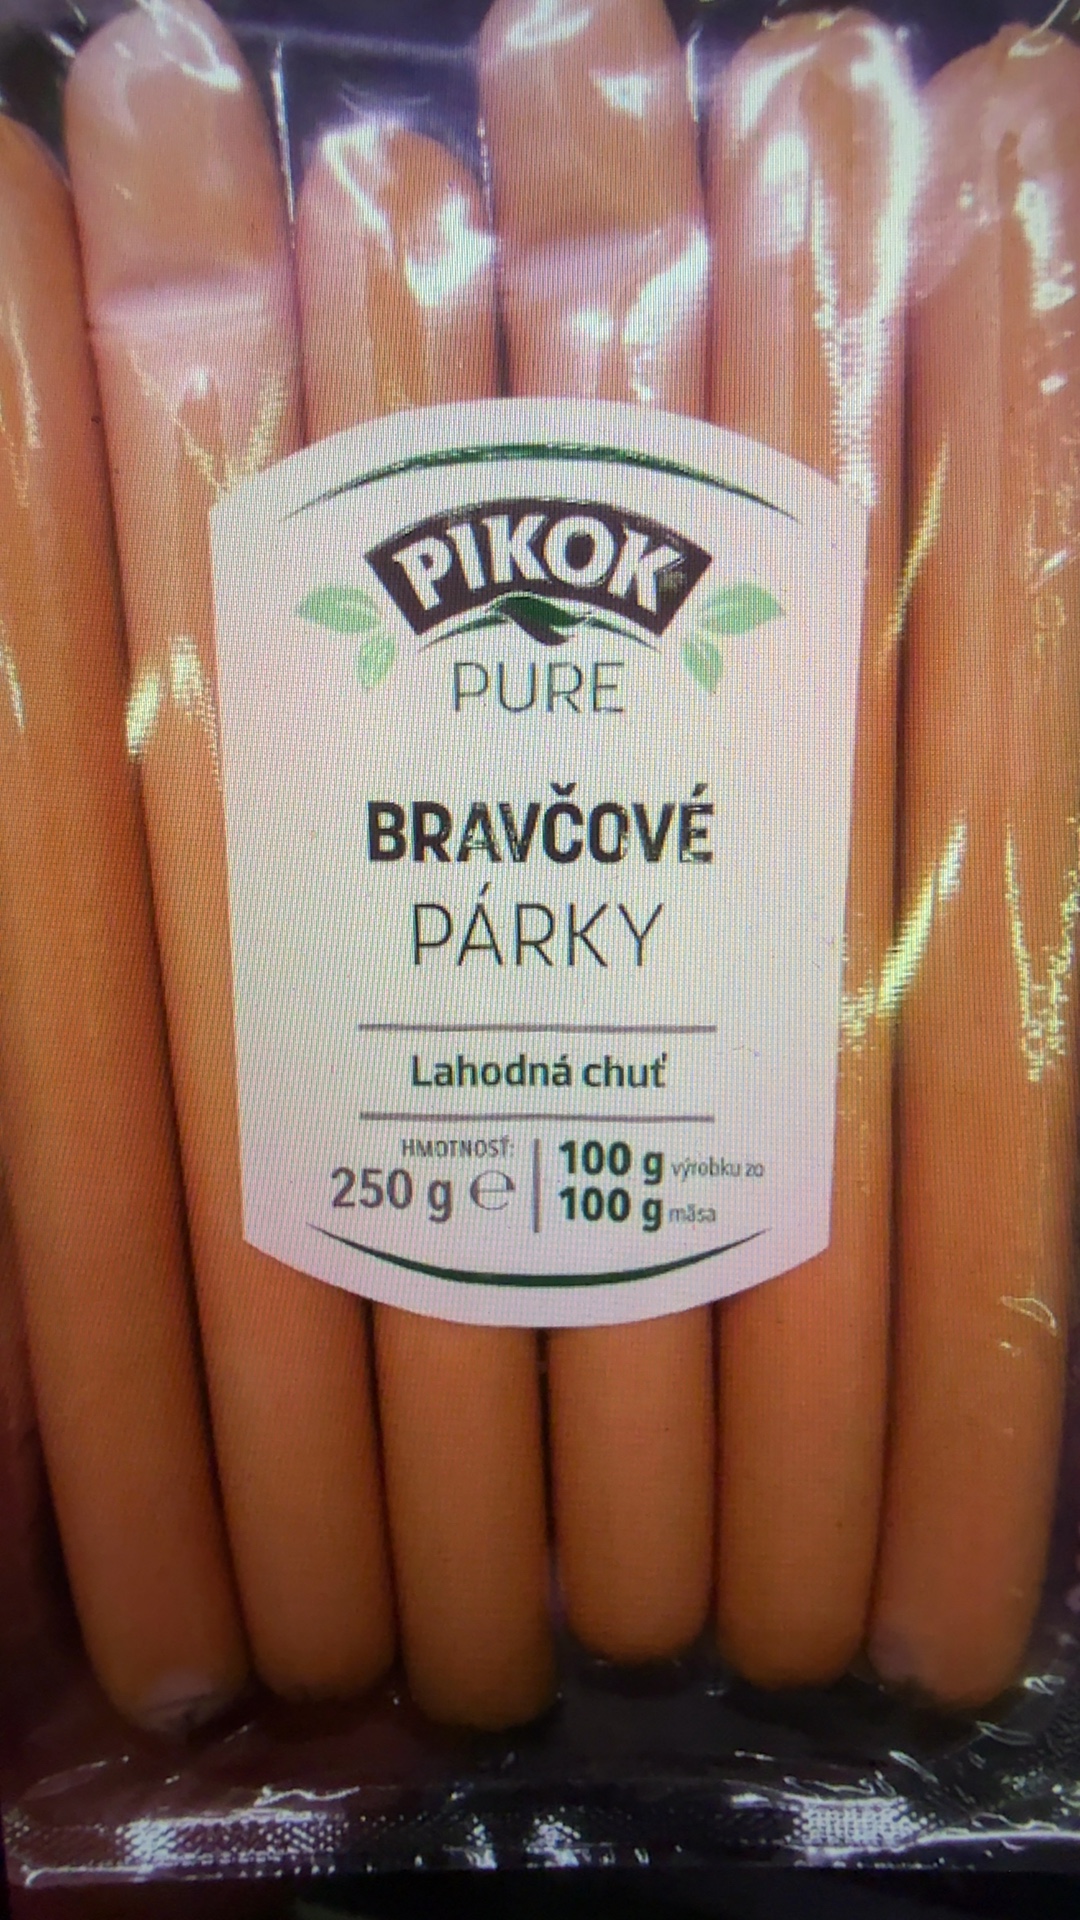 PIKOK
PURE
BRAVČOVÉ
PÁRKY
Lahodná chuť
HMOTNOSŤ:
250 g ℮
100 g výrobku zo
100 g mäsa